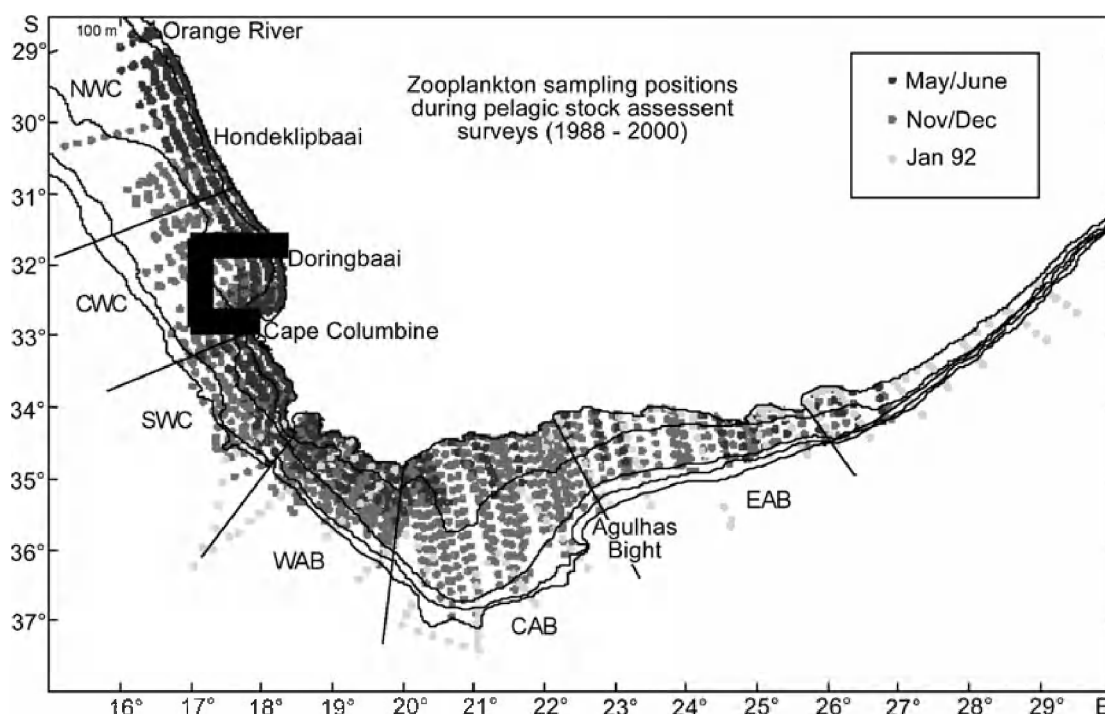 S
100 m
Orange River
29°
NWC
Zooplankton sampling positions
during pelagic stock assessent
surveys (1988 - 2000)
May/June
Nov/Dec
Jan 92
30°
Hondeklipbaai
31°
Doringbaai
32°
CWC
33°
Cape Columbine
34°
SWC
35°
EAB
Agulhas
Bight
36°
WAB
37°
CAB
16° 17° 18° 19° 20° 21° 22° 23° 24° 25° 26° 27° 28° 29° E